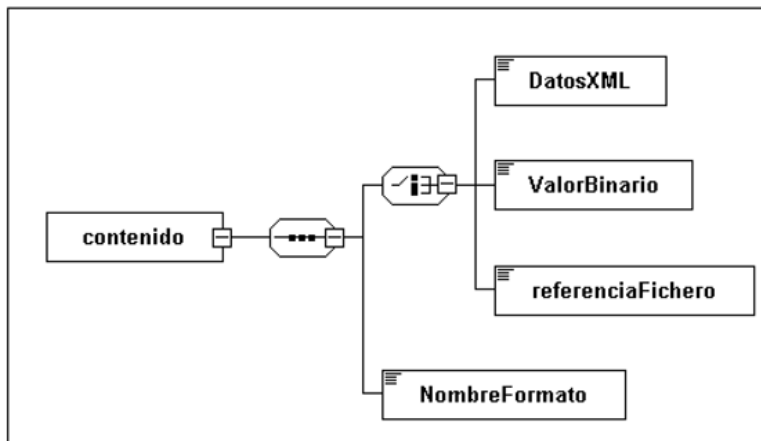 DatosXML
ValorBinario
contenido
referenciaFichero
NombreFormato